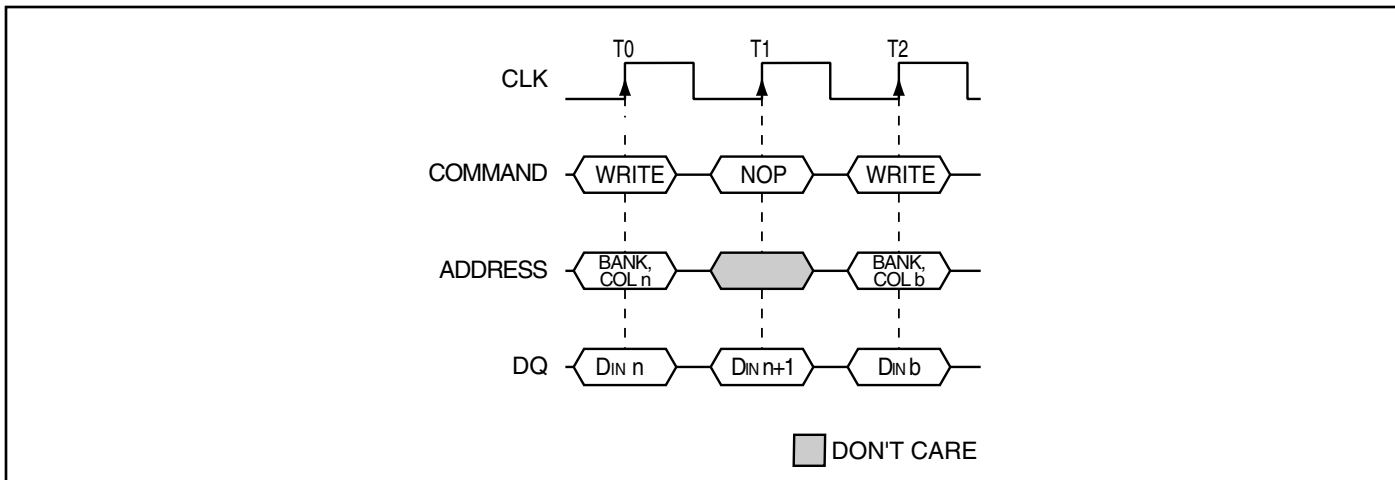 T0 T1 T2
CLK
COMMAND WRITE NOP WRITE
ADDRESS BANK, COL n BANK, COL b
DQ DIN n DIN n+1 DIN b
DON'T CARE